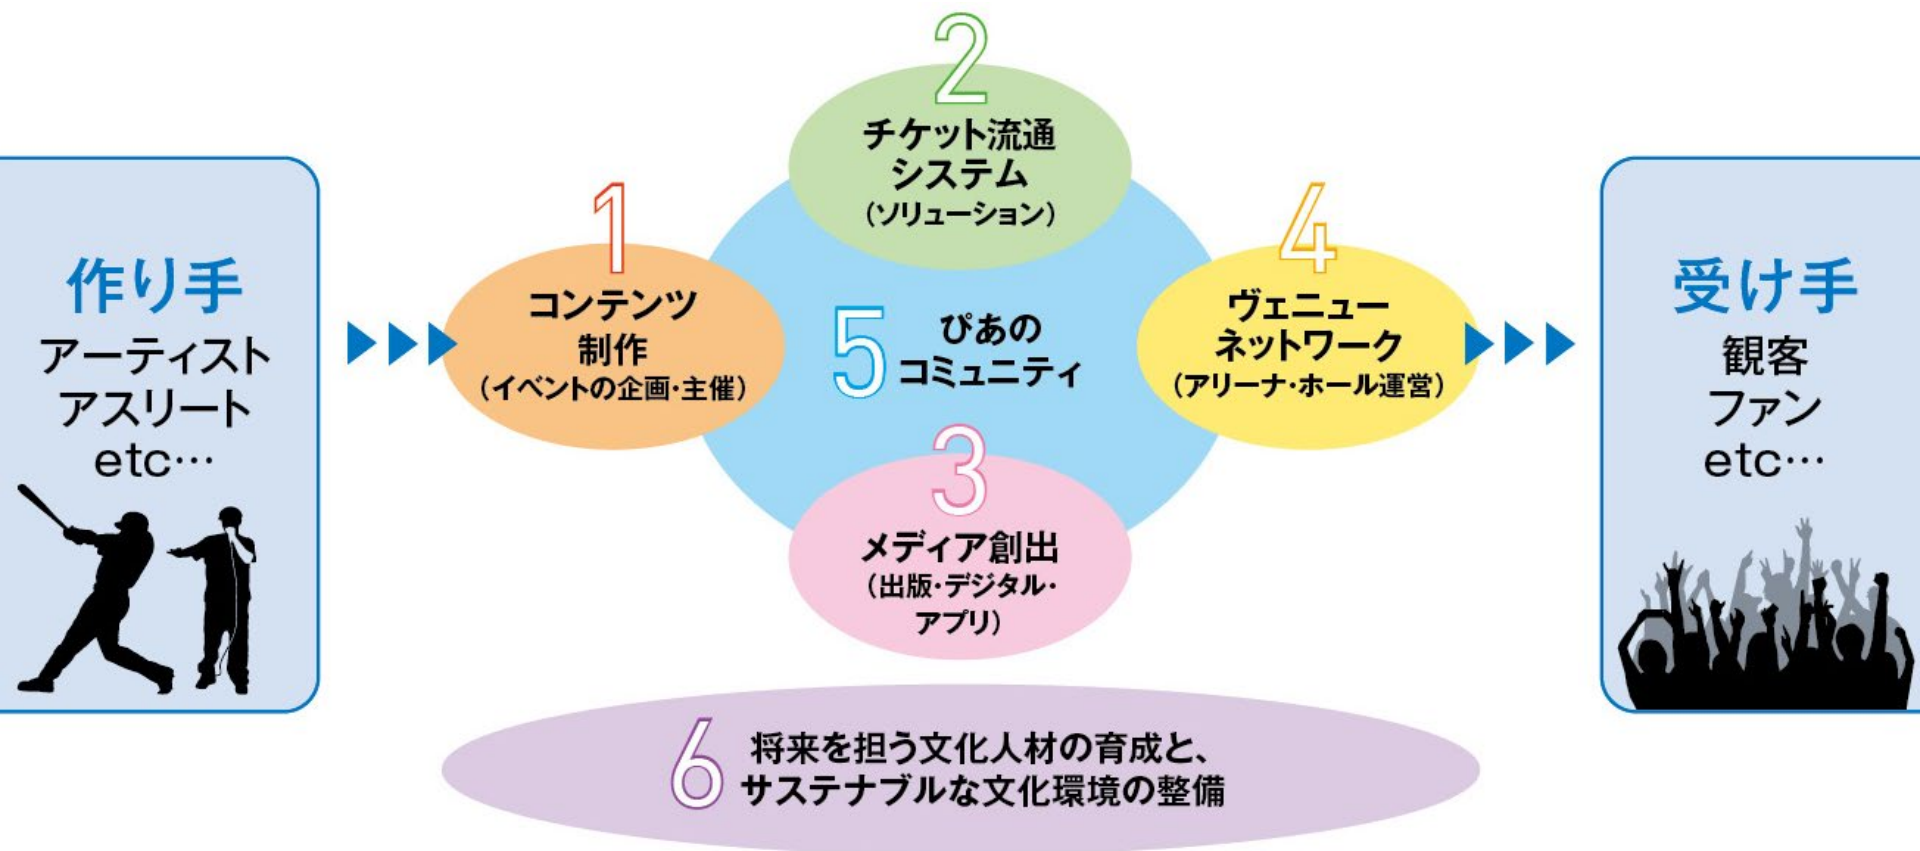 作り手
アーティスト
アスリート
etc…
1
コンテンツ
制作
（イベントの企画・主催）
2
チケット流通
システム
（ソリューション）
5
ぴあの
コミュニティ
3
メディア創出
（出版・デジタル・
アプリ）
4
ヴェニュー
ネットワーク
（アリーナ・ホール運営）
受け手
観客
ファン
etc…
6
将来を担う文化人材の育成と、
サステナブルな文化環境の整備